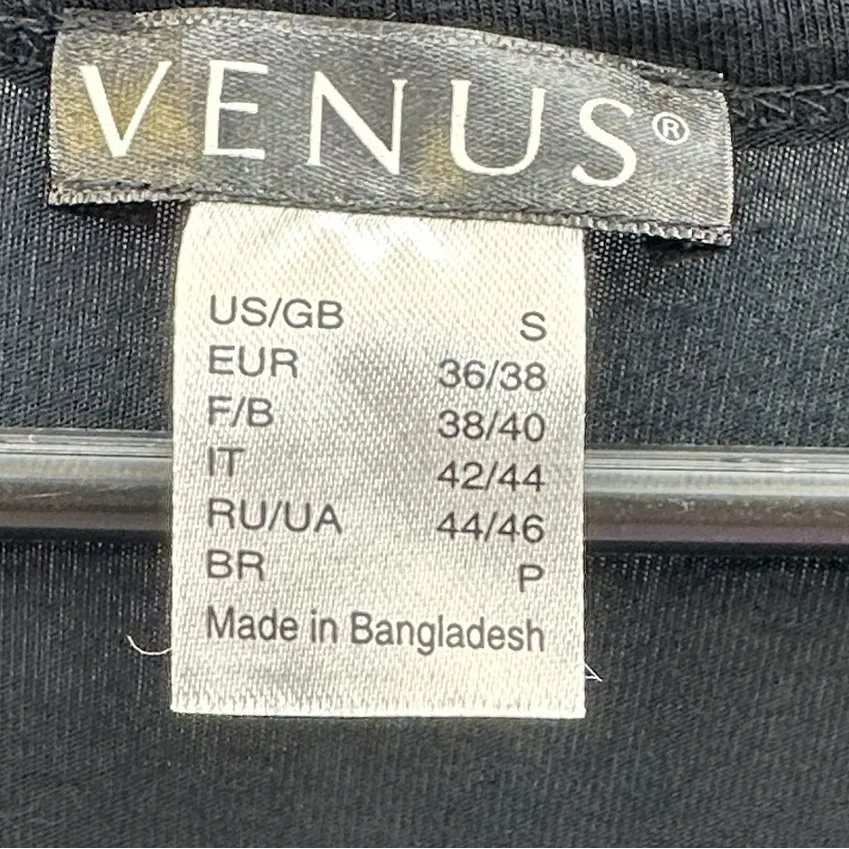 VENUS®
US/GB S
EUR 36/38
F/B 38/40
IT 42/44
RU/UA 44/46
BR P
Made in Bangladesh